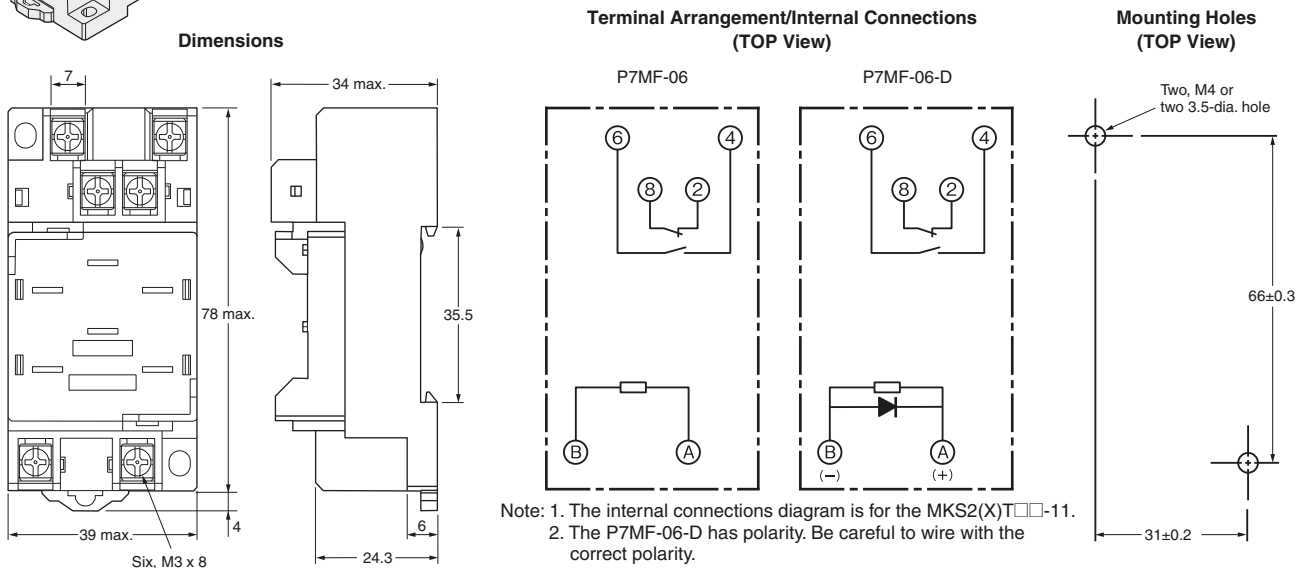 Dimensions
7
34 max.
78 max.
35.5
39 max.
4
6
24.3
Six, M3 x 8
Terminal Arrangement/Internal Connections
(TOP View)
P7MF-06
6
4
8
2
B
A
P7MF-06-D
6
4
8
2
B
A
(−)
(+)
Note: 1. The internal connections diagram is for the MKS2(X)T□□-11.
2. The P7MF-06-D has polarity. Be careful to wire with the
correct polarity.
Mounting Holes
(TOP View)
Two, M4 or
two 3.5-dia. hole
66±0.3
31±0.2